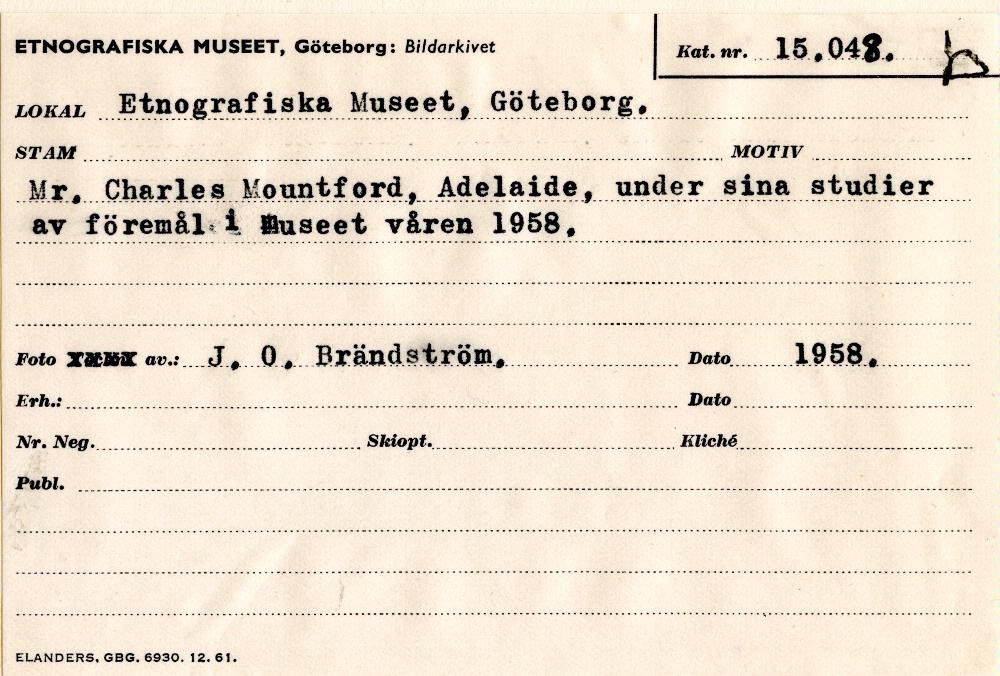 ETNOGRAFISKA MUSEET, Göteborg: Bildarkivet
Kat. nr. 15.048. b
LOKAL Etnografiska Museet, Göteborg.
STAM MOTIV
Mr. Charles Mountford, Adelaide, under sina studier
av föremål i Museet våren 1958.
Foto av.: J. O. Brändström. Dato 1958.
Erh.: Dato
Nr. Neg. Skiopt. Kliché
Publ.
ELANDERS, GBG. 6930. 12. 61.